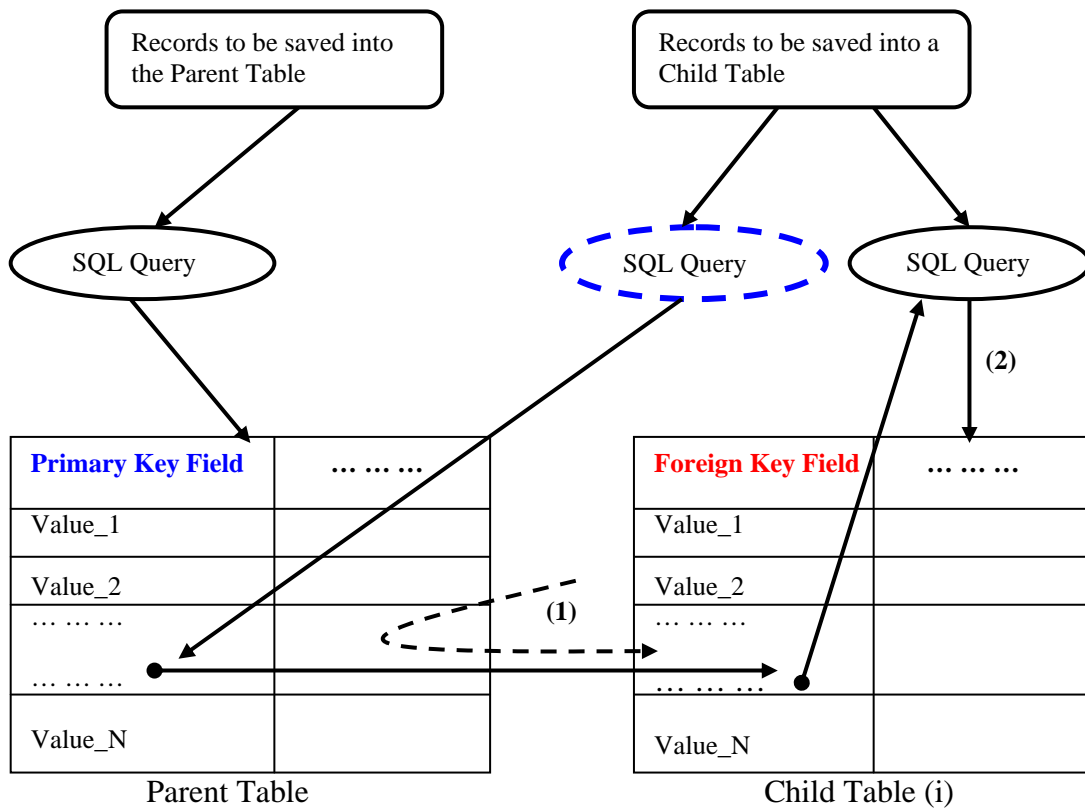 Records to be saved into
the Parent Table
Records to be saved into a
Child Table
SQL Query
SQL Query
SQL Query
(2)
Primary Key Field
… … …
Foreign Key Field
… … …
Value_1
Value_1
Value_2
Value_2
(1)
… … …
… … …
… … …
… … …
Value_N
Value_N
Parent Table
Child Table (i)